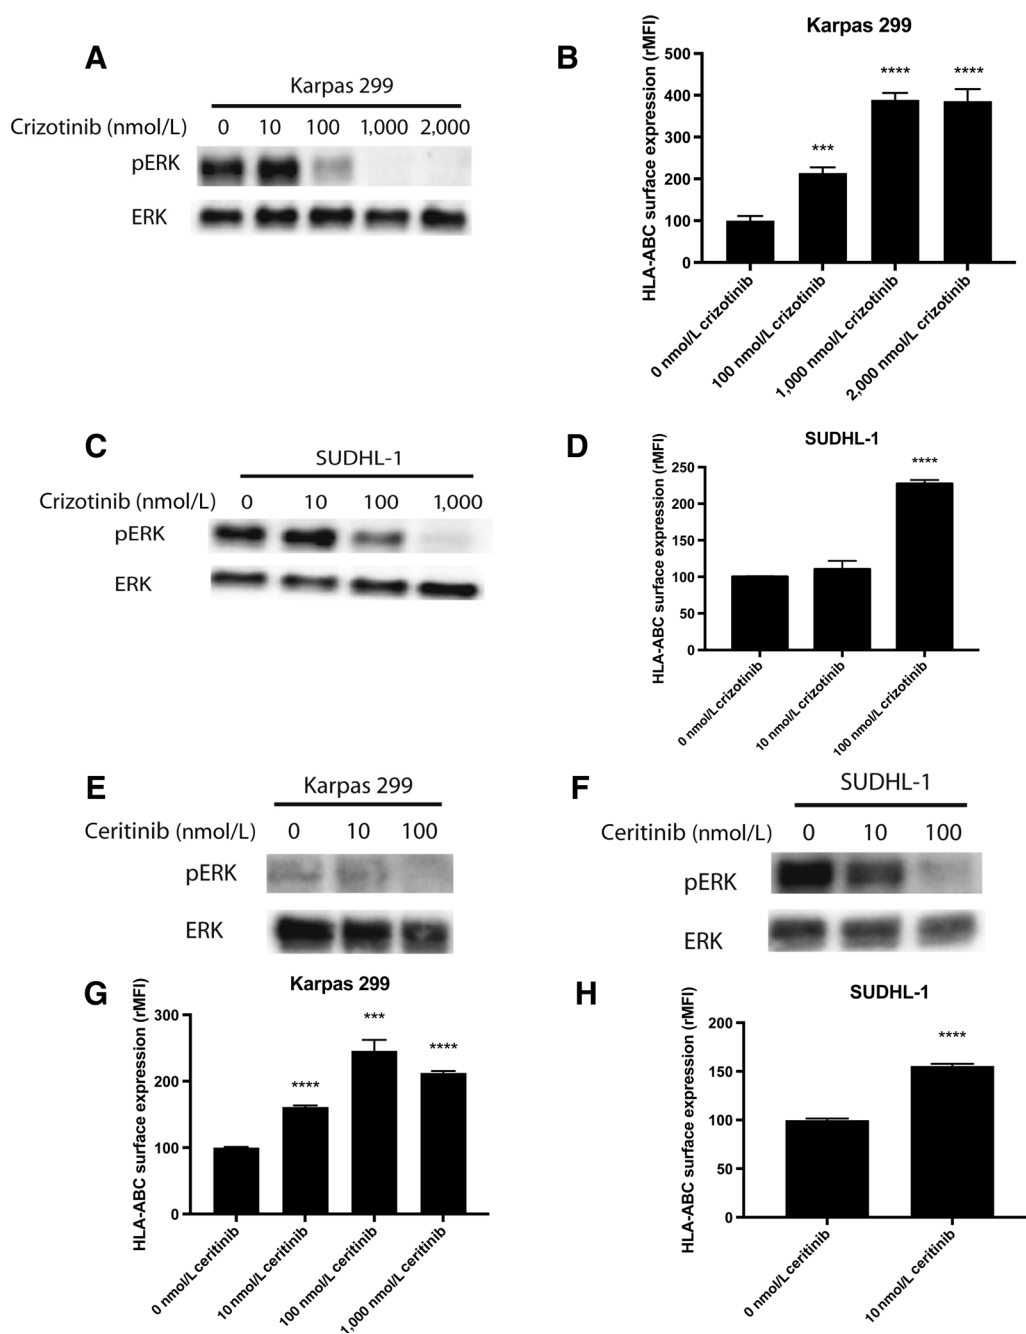 A
Karpas 299
Crizotinib (nmol/L) 0 10 100 1,000 2,000
pERK
ERK
B
Karpas 299
HLA-ABC surface expression (rMFI)
500
400
300
200
100
0
***
****
****
0 nmol/L crizotinib
100 nmol/L crizotinib
1,000 nmol/L crizotinib
2,000 nmol/L crizotinib
C
SUDHL-1
Crizotinib (nmol/L) 0 10 100 1,000
pERK
ERK
D
SUDHL-1
HLA-ABC surface expression (rMFI)
250
200
150
100
50
0
****
0 nmol/L crizotinib
10 nmol/L crizotinib
100 nmol/L crizotinib
E
Karpas 299
Ceritinib (nmol/L) 0 10 100
pERK
ERK
F
SUDHL-1
Ceritinib (nmol/L) 0 10 100
pERK
ERK
G
Karpas 299
HLA-ABC surface expression (rMFI)
300
200
100
0
****
***
****
0 nmol/L ceritinib
10 nmol/L ceritinib
100 nmol/L ceritinib
1,000 nmol/L ceritinib
H
SUDHL-1
HLA-ABC surface expression (rMFI)
200
150
100
50
0
****
0 nmol/L ceritinib
10 nmol/L ceritinib